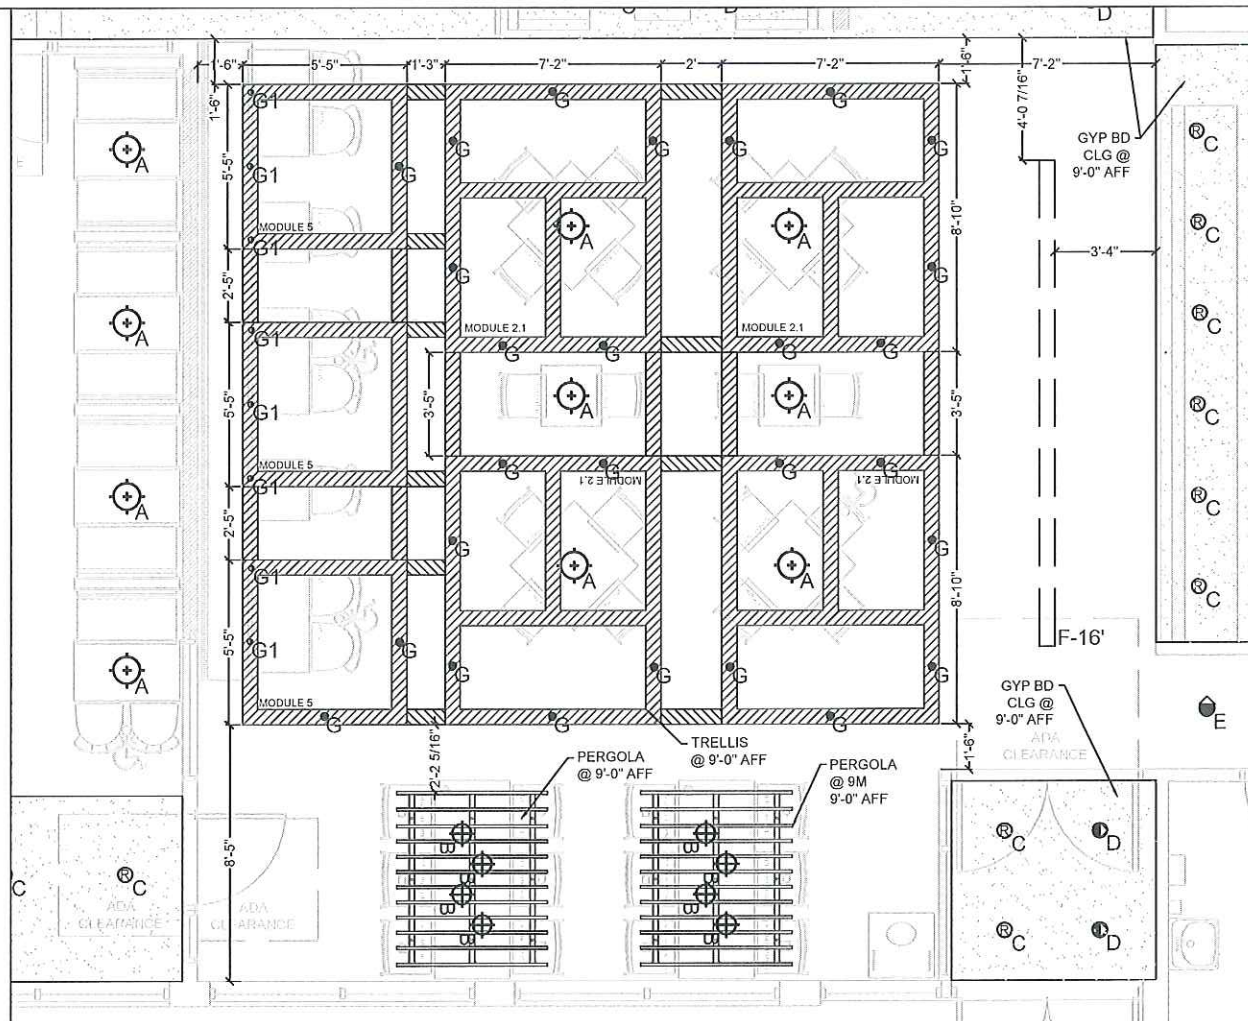 D
1'-6"
5'-5"
1'-3"
7'-2"
2'
7'-2"
1'-6"
7'-2"
1'-6"
4'-0 7/16"
GYP BD
CLG @
9'-0" AFF
G1
G
G
A
C
G1
G
G
G
G
G
5'-5"
MODULE 5
G1
A
A
C
8'-10"
3'-4"
2'-5"
G
G
A
G1
MODULE 2.1
MODULE 2.1
C
G
G
G
G
5'-5"
G1
3'-5"
A
A
3'-5"
C
MODULE 5
G1
G
G
G
G
MODULE 2.1
MODULE 2.1
A
C
2'-5"
G
G
G1
A
A
C
8'-10"
5'-5"
G1
G
G
G
G
G
F-16'
A
MODULE 5
G
G
G
GYP BD
CLG @
9'-0" AFF
E
ADA
CLEARANCE
1'-6"
2'-2 5/16"
TRELLIS
@ 9'-0" AFF
PERGOLA
@ 9'-0" AFF
PERGOLA
@ 9M
9'-0" AFF
8'-5"
B
B
B
B
B
B
B
B
C
D
C
C
ADA
CLEARANCE
ADA
CLEARANCE
C
D